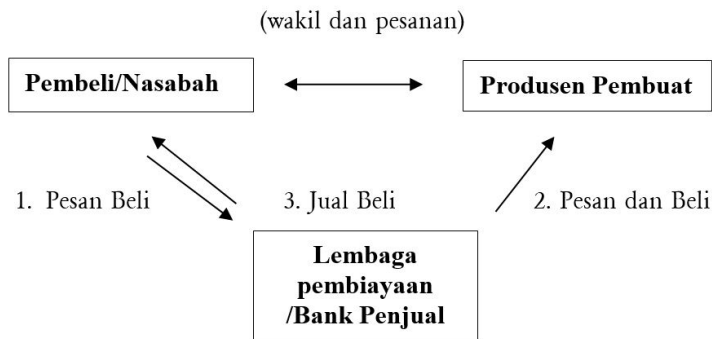 (wakil dan pesanan)
Pembeli/Nasabah
Produsen Pembuat
1. Pesan Beli
3. Jual Beli
2. Pesan dan Beli
Lembaga
pembiayaan
/Bank Penjual